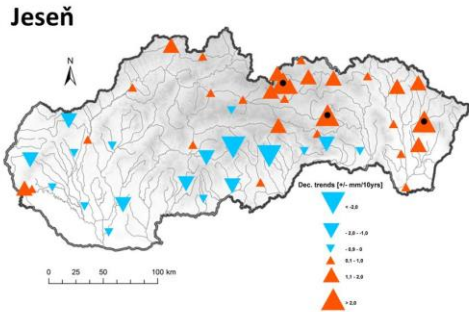 Jeseň
N
Dec. trends [+/- mm/10yrs]
< -2,0
- 2,0 - -1,0
- 0,9 - 0
0,1 - 1,0
1,1 - 2,0
> 2,0
0 25 50 100 km